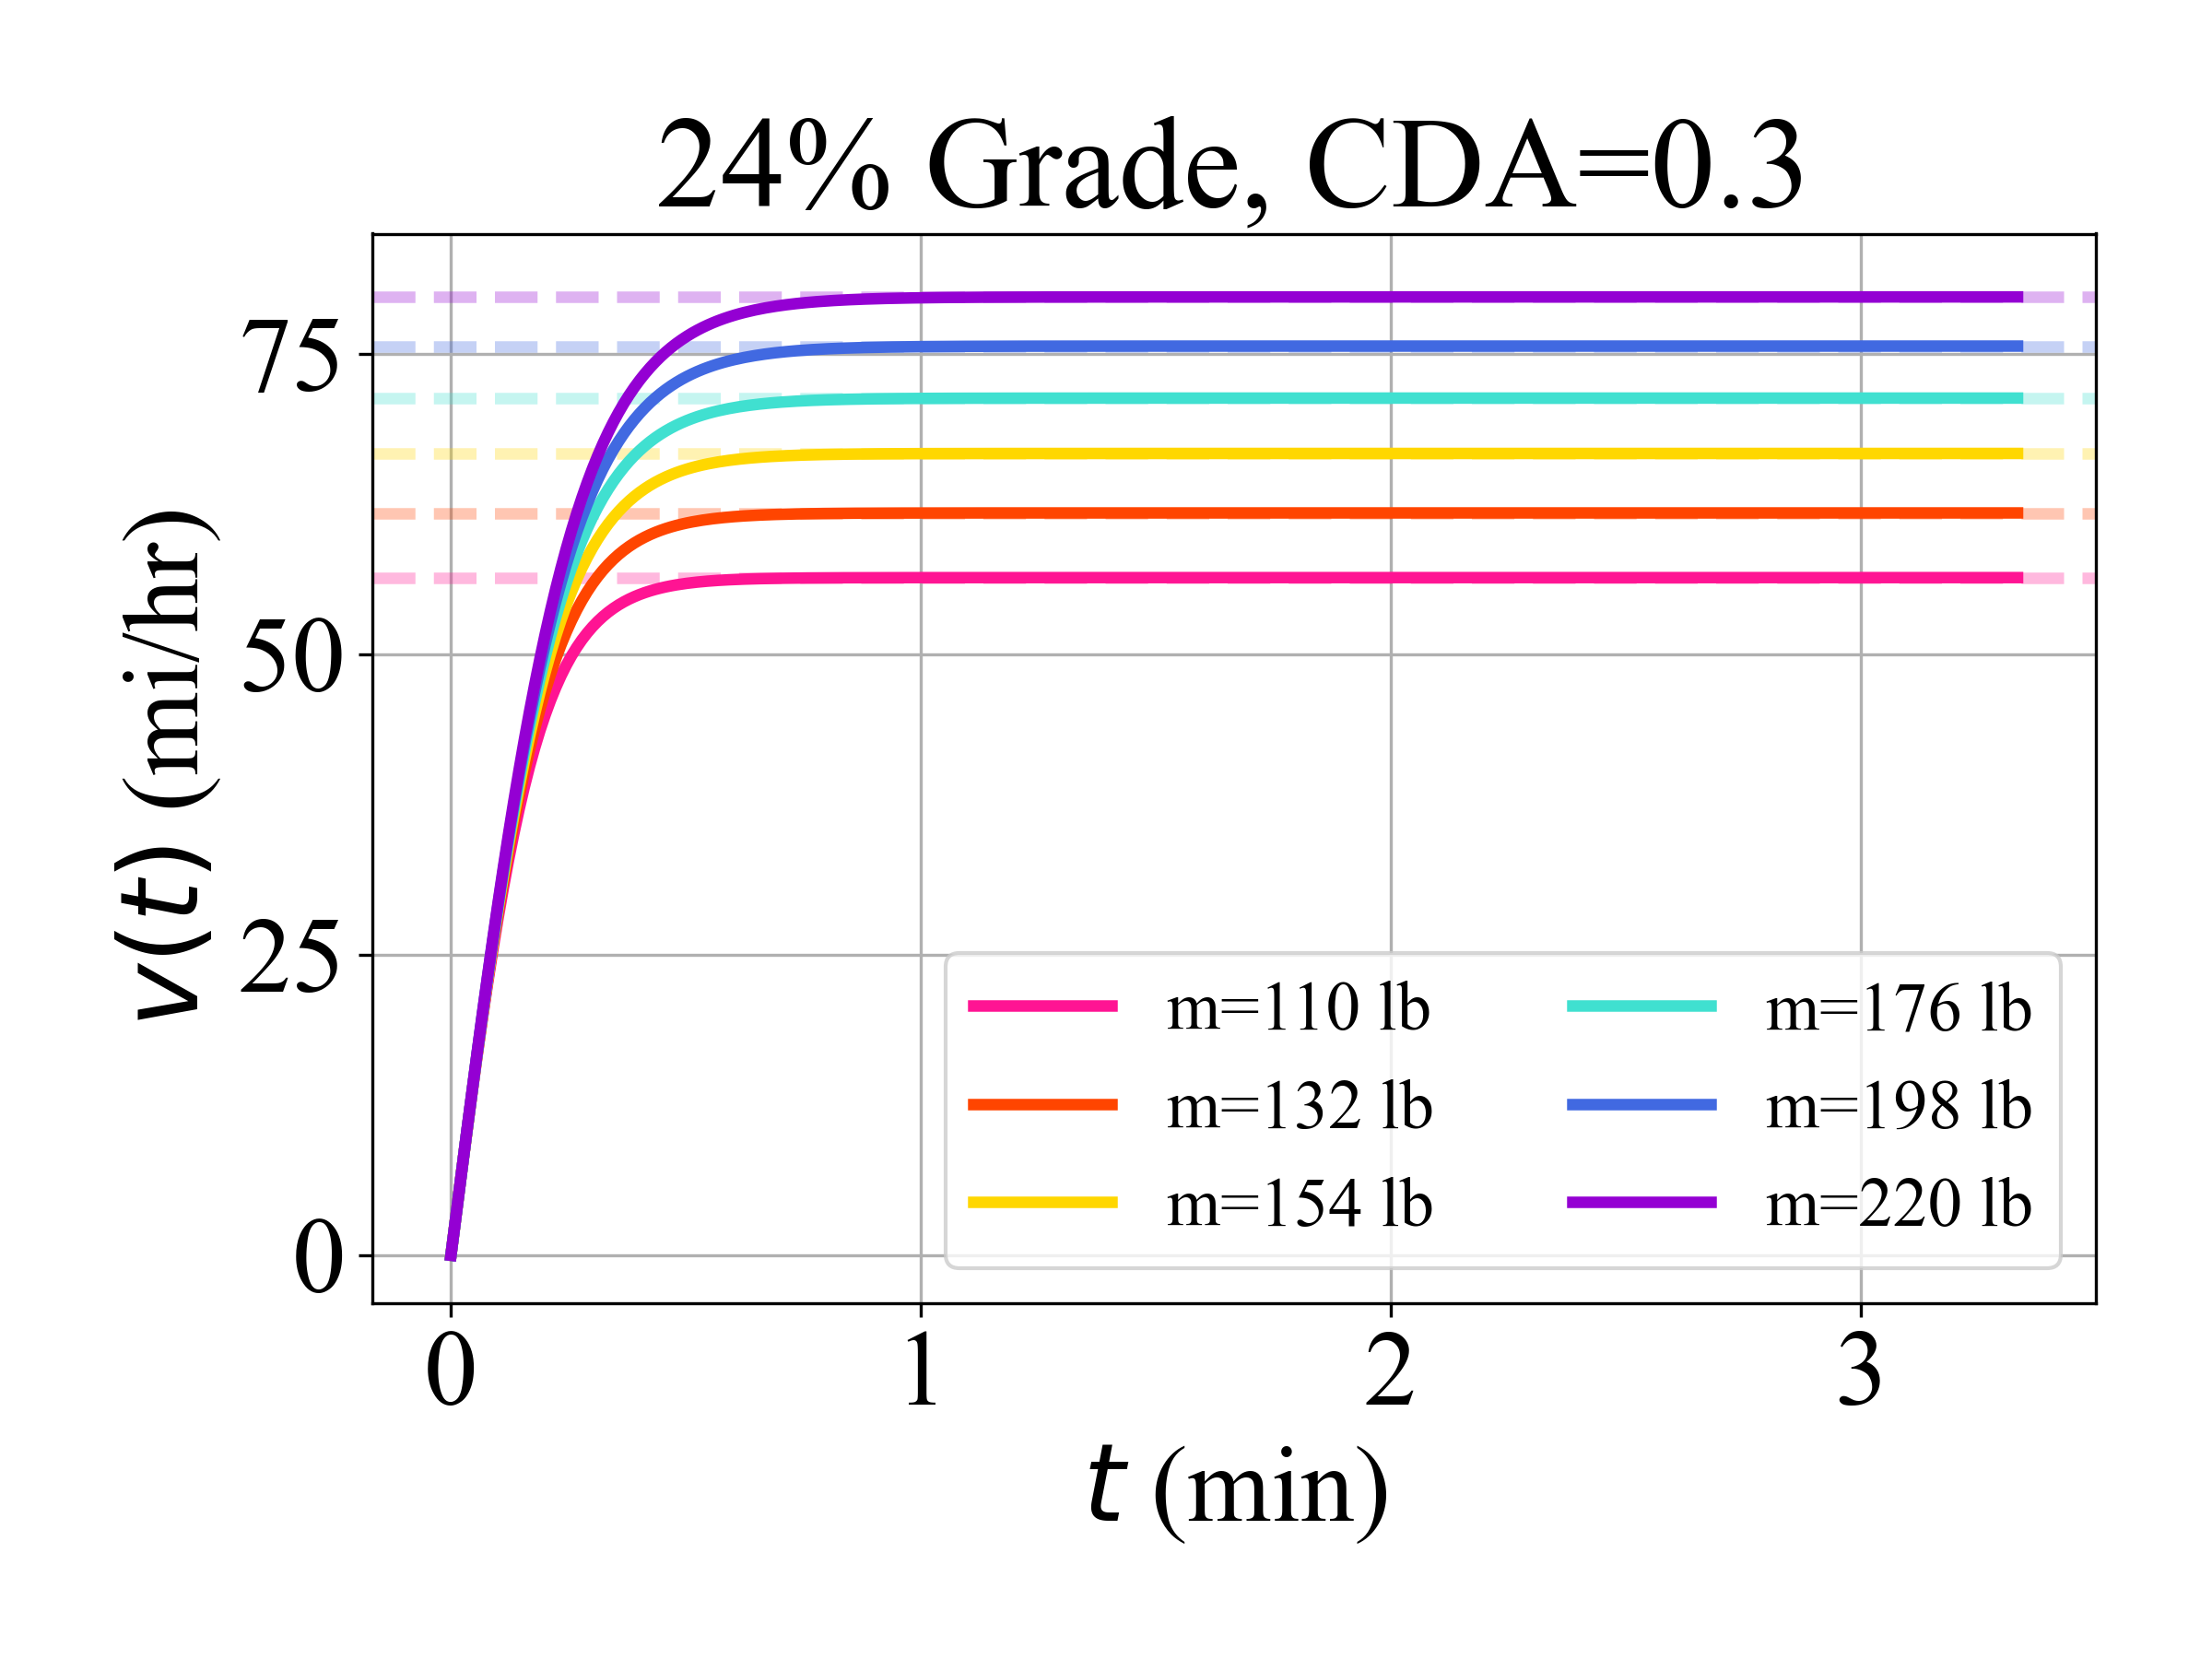 24% Grade, CDA=0.3
v(t) (mi/hr)
75
50
25
0
m=110 lb
m=132 lb
m=154 lb
m=176 lb
m=198 lb
m=220 lb
0 1 2 3
t (min)